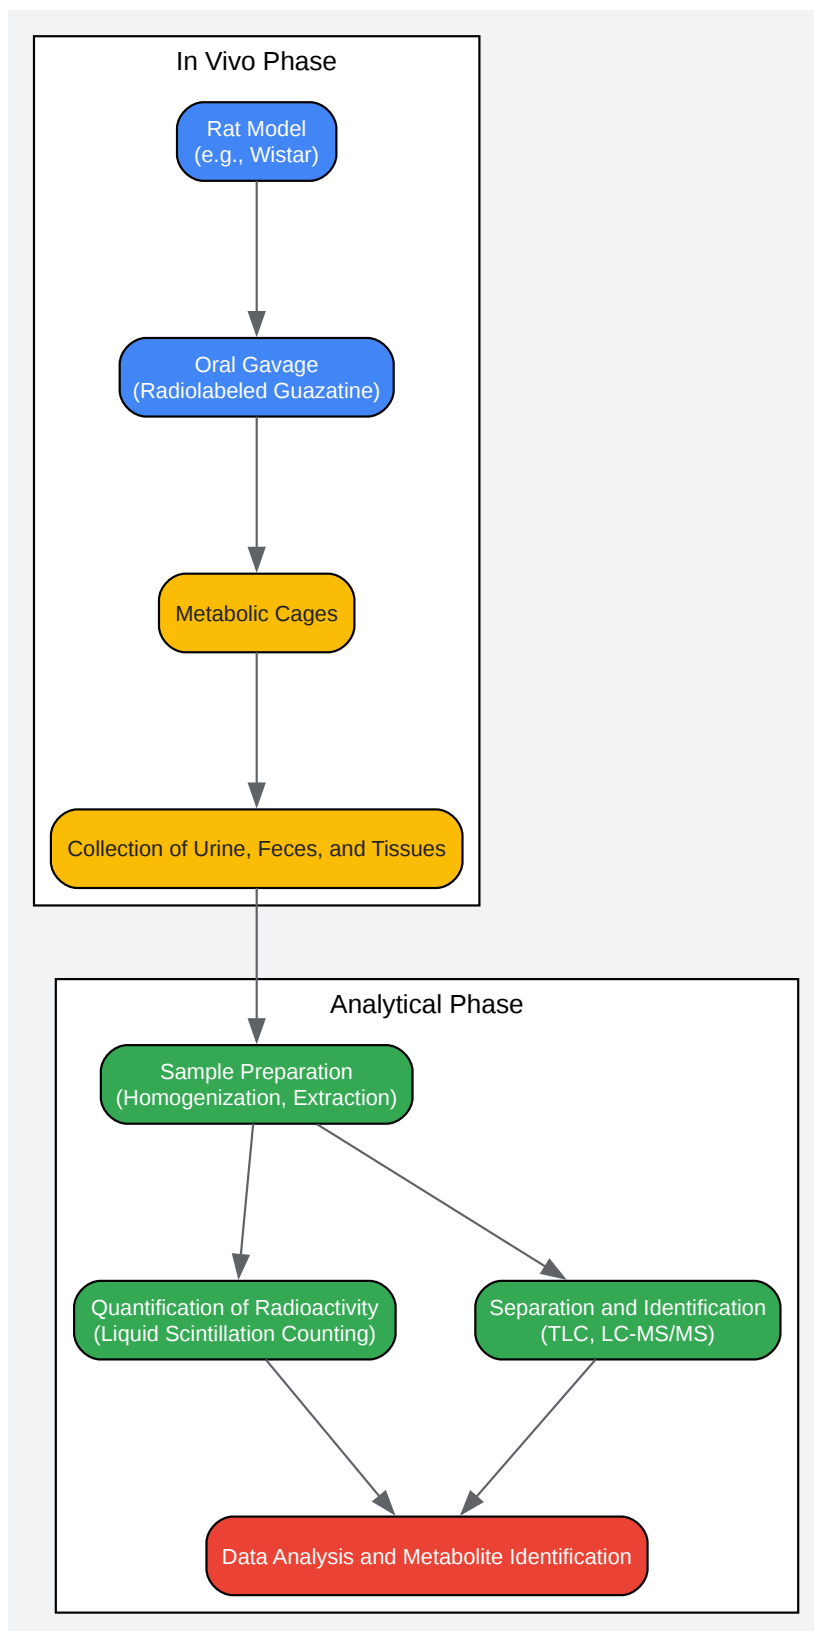 In Vivo Phase
Rat Model
(e.g., Wistar)
Oral Gavage
(Radiolabeled Guazatine)
Metabolic Cages
Collection of Urine, Feces, and Tissues
Analytical Phase
Sample Preparation
(Homogenization, Extraction)
Quantification of Radioactivity
(Liquid Scintillation Counting)
Separation and Identification
(TLC, LC-MS/MS)
Data Analysis and Metabolite Identification